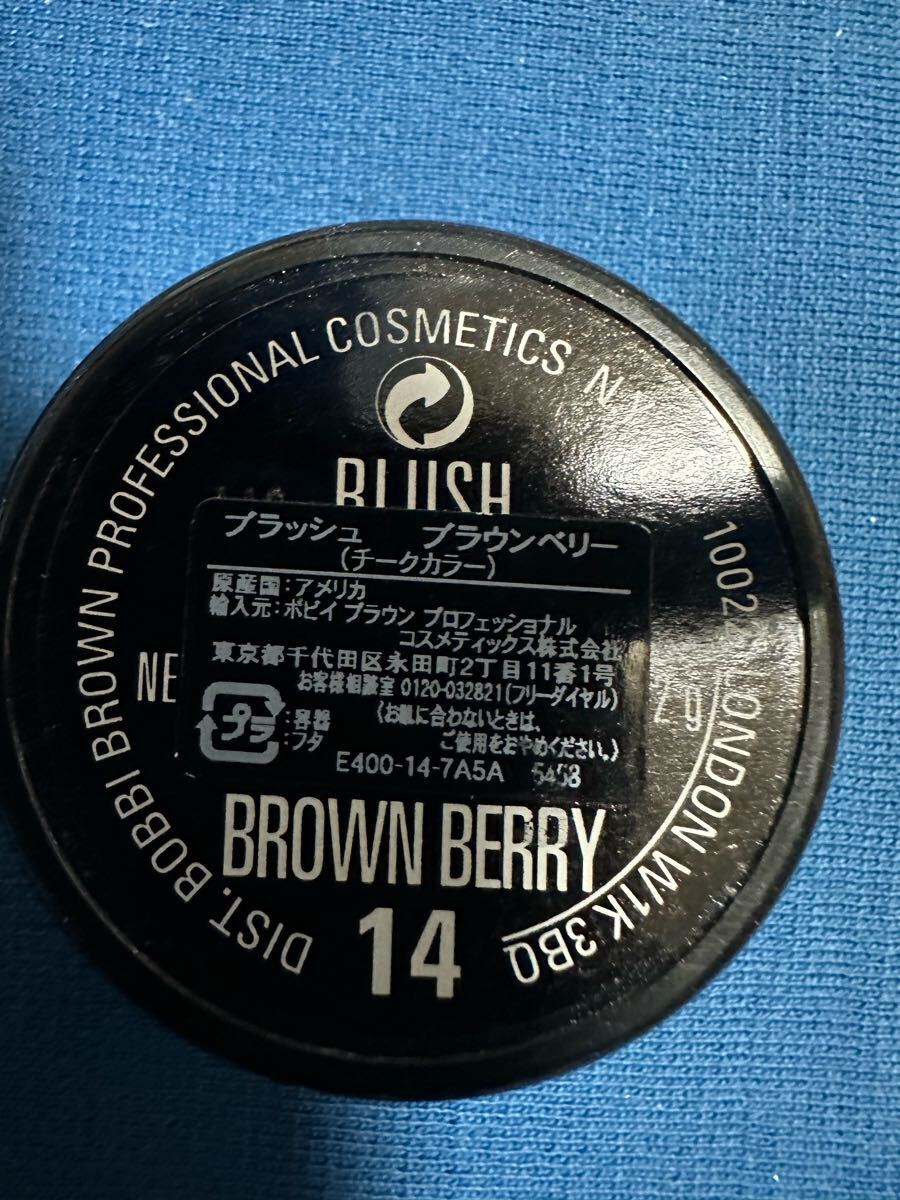 DIST. BOBBI BROWN PROFESSIONAL COSMETICS N.Y.
LONDON W1K 3BQ
BLUSH
ブラッシュ ブラウンベリー
(チークカラー)
原産国:アメリカ
輸入元:ボビイ ブラウン プロフェッショナル
コスメティックス株式会社
東京都千代田区永田町2丁目11番1号
お客様相談室 0120-032821(フリーダイヤル)
プラ :容器 (お肌に合わないときは、
:フタ ご使用をおやめください。)
E400-14-7A5A 5458
BROWN BERRY
14